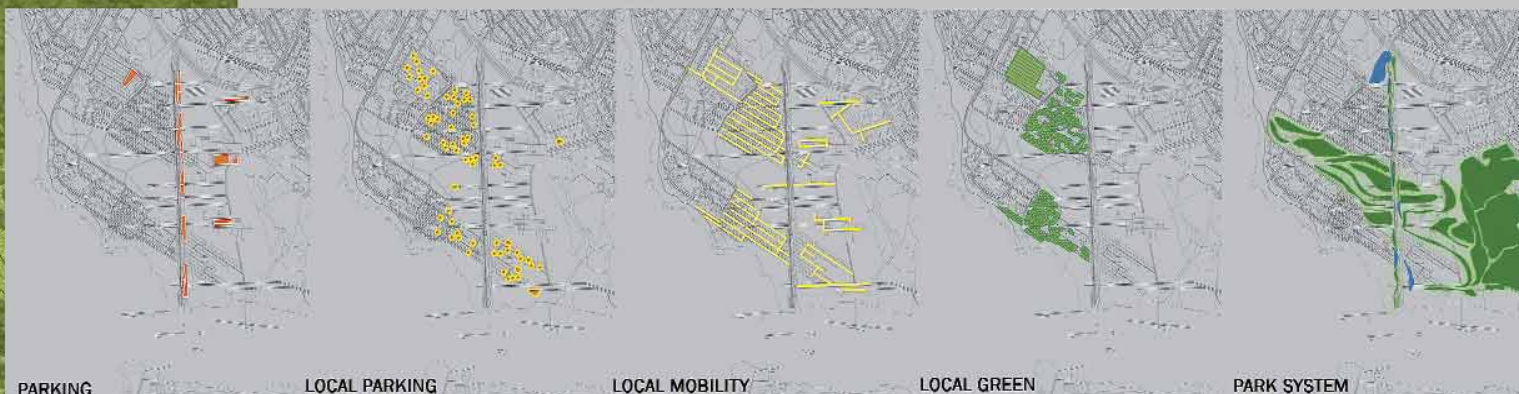 PARKING
LOCAL PARKING
LOCAL MOBILITY
LOCAL GREEN
PARK SYSTEM